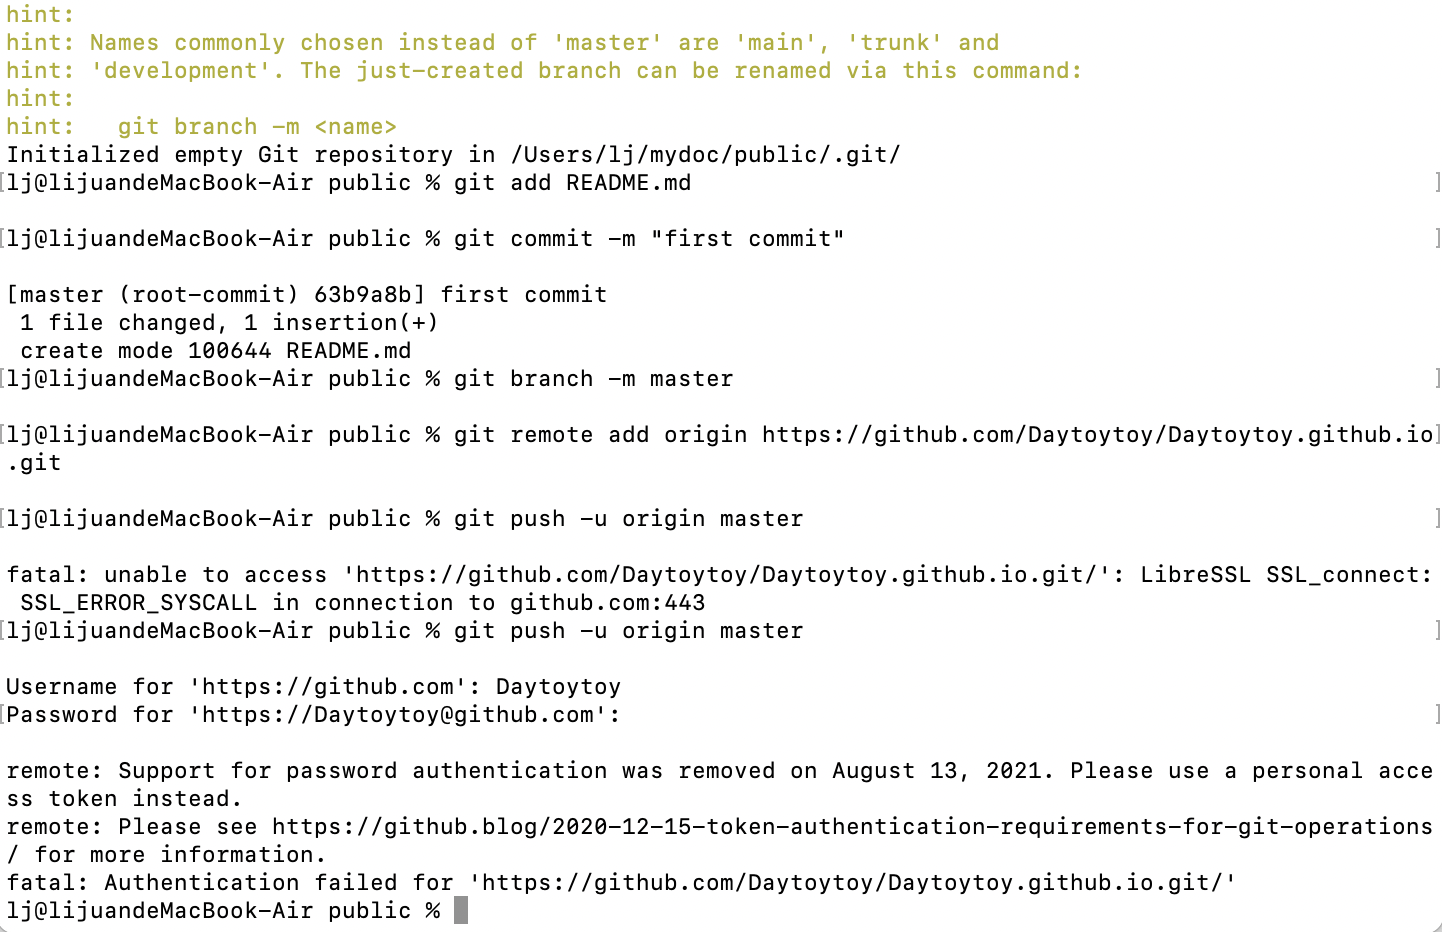 hint:
hint: Names commonly chosen instead of 'master' are 'main', 'trunk' and
hint: 'development'. The just-created branch can be renamed via this command:
hint:
hint:   git branch -m <name>
Initialized empty Git repository in /Users/lj/mydoc/public/.git/
[lj@lijuandeMacBook-Air public % git add README.md ]
[lj@lijuandeMacBook-Air public % git commit -m "first commit" ]
[master (root-commit) 63b9a8b] first commit
 1 file changed, 1 insertion(+)
 create mode 100644 README.md
[lj@lijuandeMacBook-Air public % git branch -m master ]
[lj@lijuandeMacBook-Air public % git remote add origin https://github.com/Daytoytoy/Daytoytoy.github.io]
.git
[lj@lijuandeMacBook-Air public % git push -u origin master ]
fatal: unable to access 'https://github.com/Daytoytoy/Daytoytoy.github.io.git/': LibreSSL SSL_connect:
 SSL_ERROR_SYSCALL in connection to github.com:443
[lj@lijuandeMacBook-Air public % git push -u origin master ]
Username for 'https://github.com': Daytoytoy
[Password for 'https://Daytoytoy@github.com': ]
remote: Support for password authentication was removed on August 13, 2021. Please use a personal acce
ss token instead.
remote: Please see https://github.blog/2020-12-15-token-authentication-requirements-for-git-operations
/ for more information.
fatal: Authentication failed for 'https://github.com/Daytoytoy/Daytoytoy.github.io.git/'
lj@lijuandeMacBook-Air public %